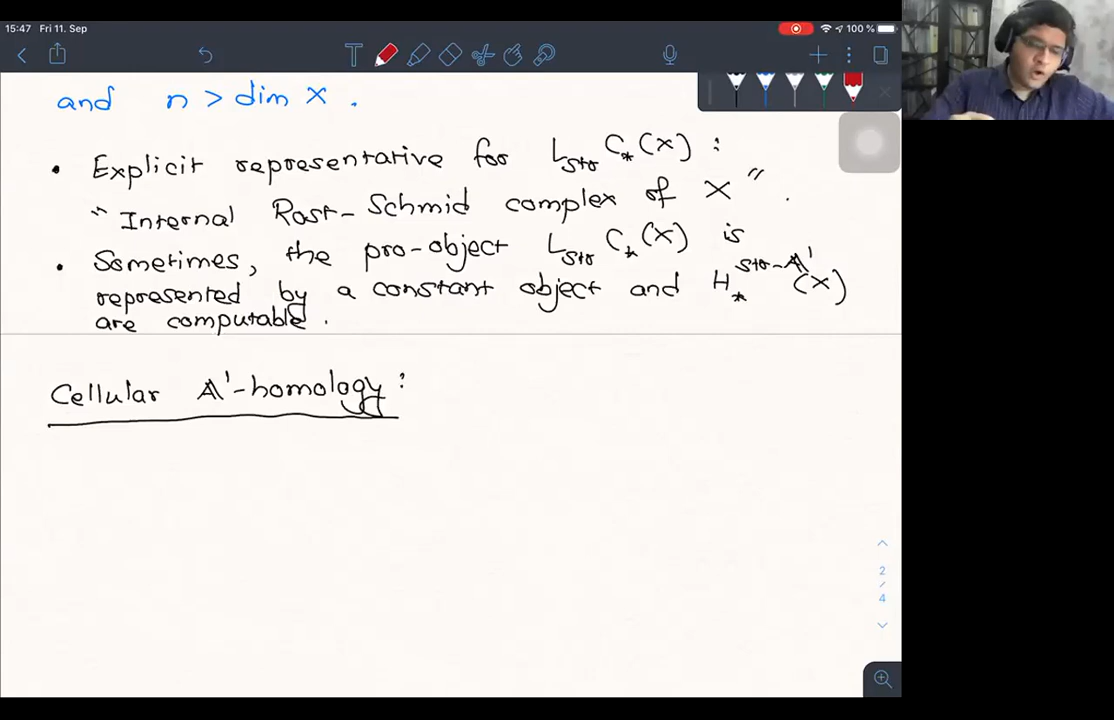 15:47 Fri 11. Sep
100 %
and n > dim X .
• Explicit representative for L_str C_*(X) :
"Internal Rost-Schmid complex of X" .
• Sometimes, the pro-object L_str C_*(X) is
represented by a constant object and H_*^{str-𝔸¹}(X)
are computable .
Cellular 𝔸¹-homology :
2
/
4